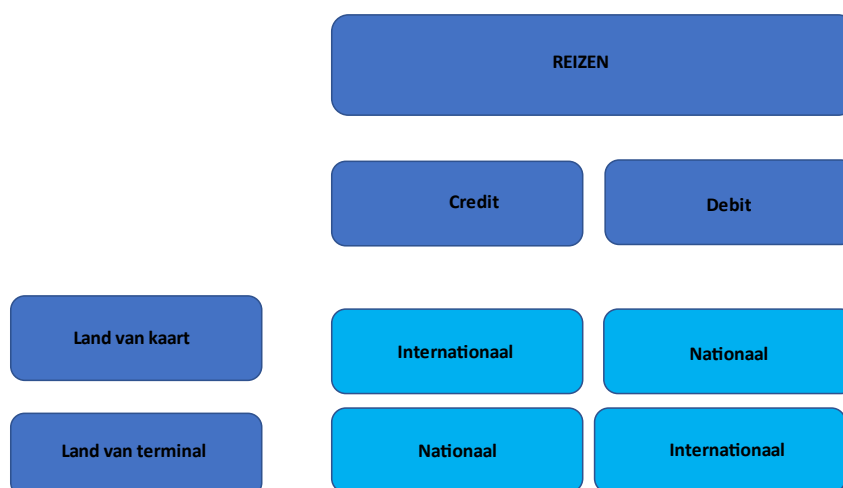 REIZEN
Credit
Debit
Land van kaart
Internationaal
Nationaal
Land van terminal
Nationaal
Internationaal